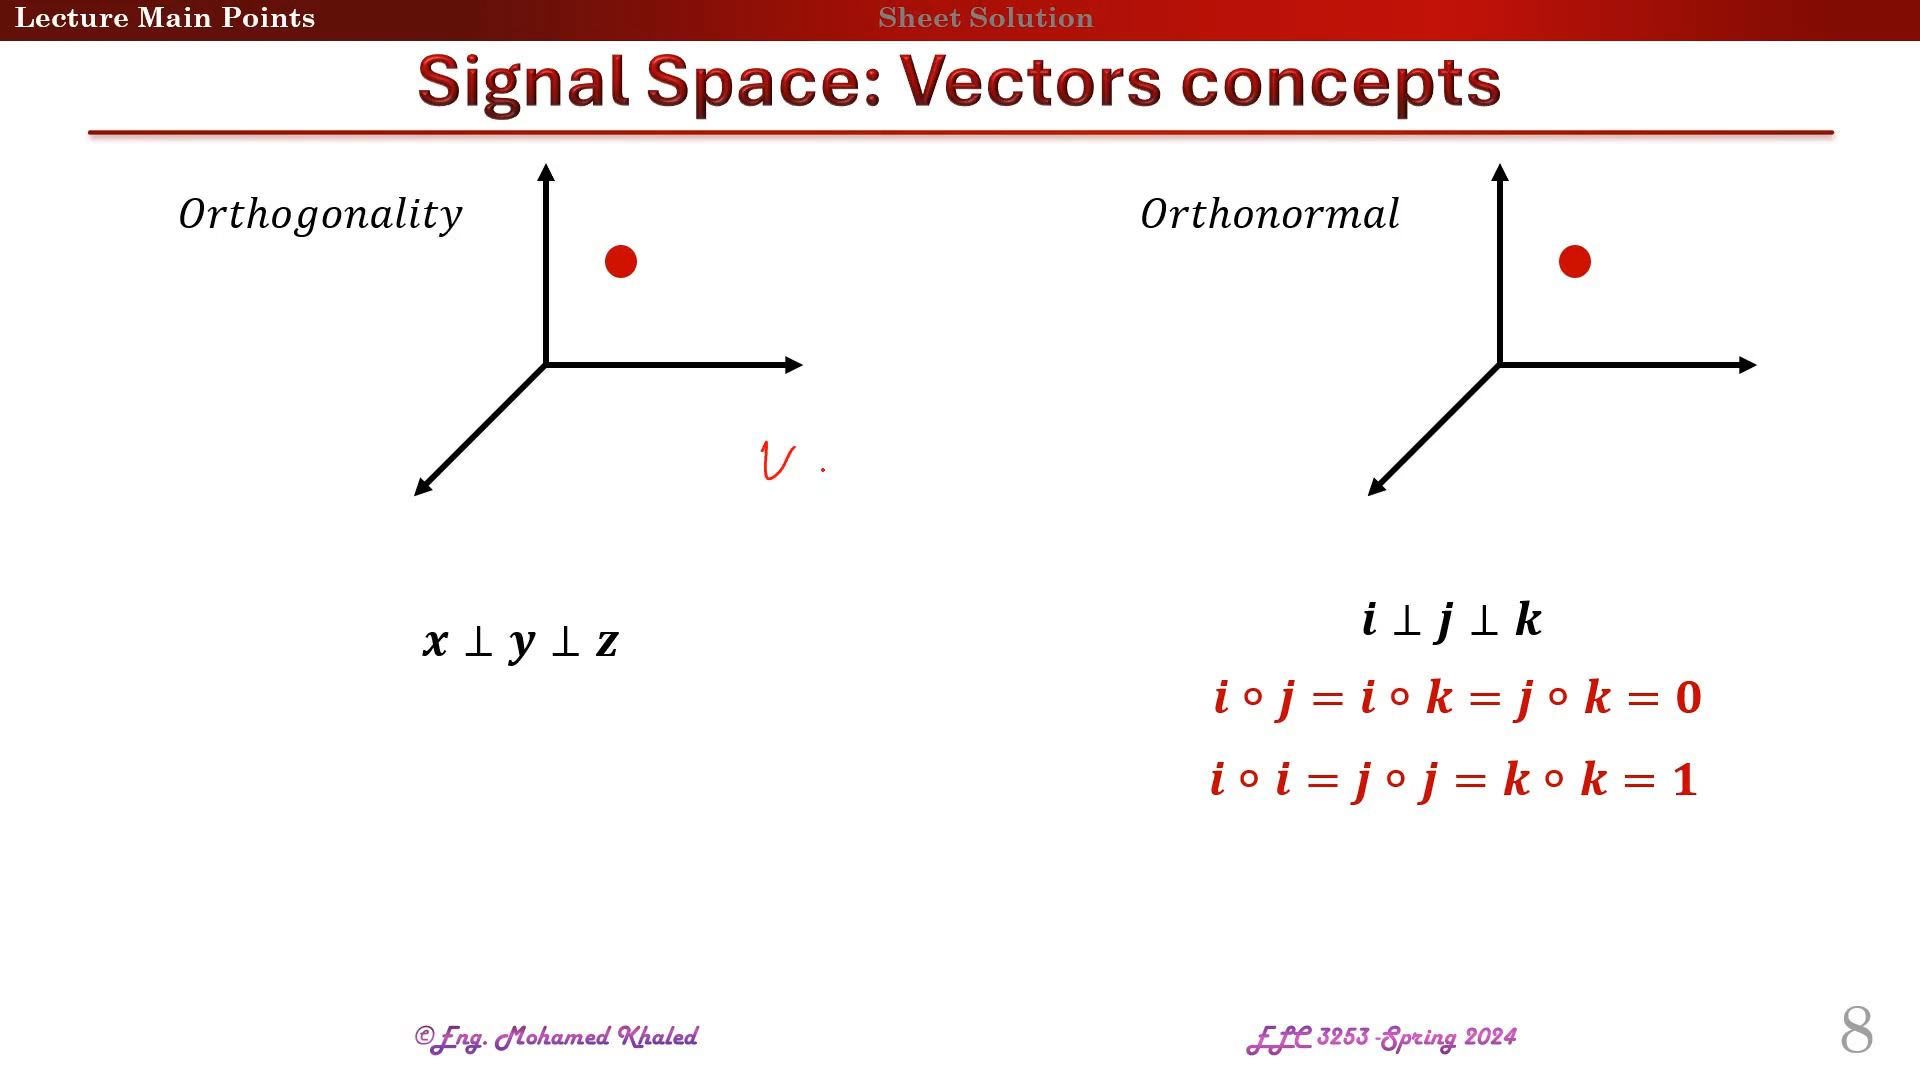 Lecture Main Points
Sheet Solution
Signal Space: Vectors concepts
Orthogonality
Orthonormal
x ⊥ y ⊥ z
i ⊥ j ⊥ k
i ∘ j = i ∘ k = j ∘ k = 0
i ∘ i = j ∘ j = k ∘ k = 1
©Eng. Mohamed Khaled
ELC 3253 -Spring 2024
8